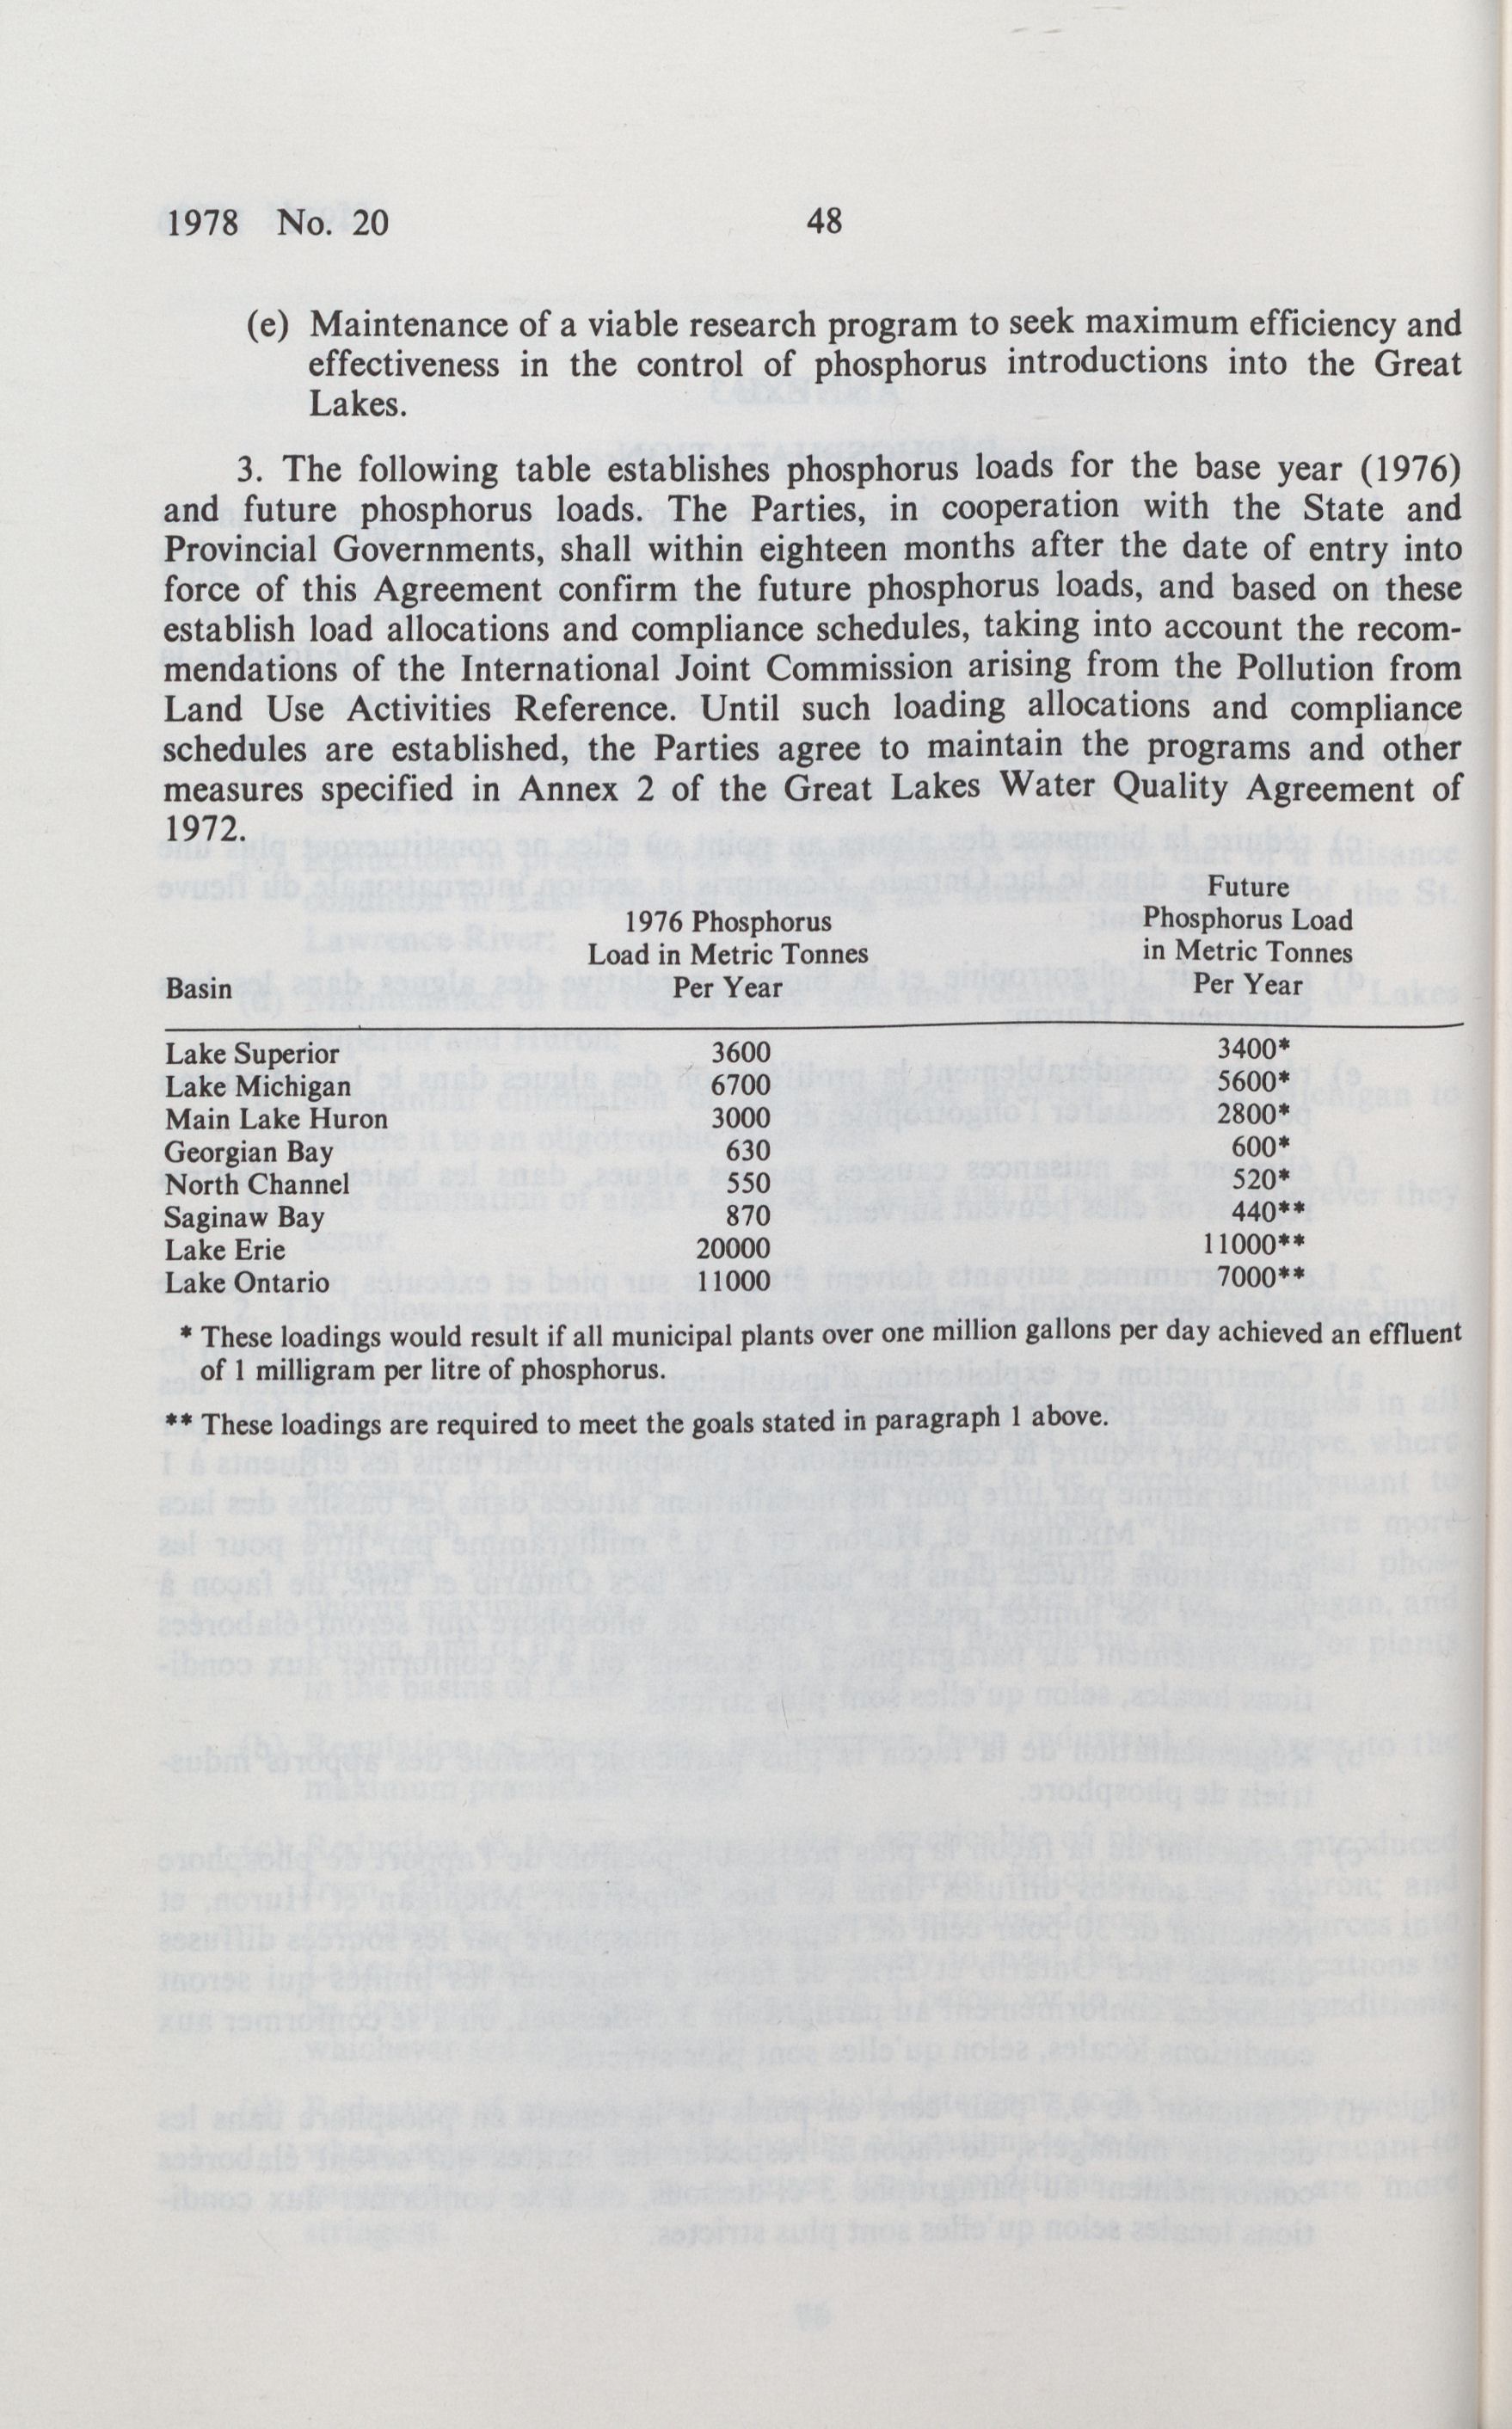 1978 No. 20 48
(e) Maintenance of a viable research program to seek maximum efficiency and
effectiveness in the control of phosphorus introductions into the Great
Lakes.
3. The following table establishes phosphorus loads for the base year (1976)
and future phosphorus loads. The Parties, in cooperation with the State and
Provincial Governments, shall within eighteen months after the date of entry into
force of this Agreement confirm the future phosphorus loads, and based on these
establish load allocations and compliance schedules, taking into account the recom-
mendations of the International Joint Commission arising from the Pollution from
Land Use Activities Reference. Until such loading allocations and compliance
schedules are established, the Parties agree to maintain the programs and other
measures specified in Annex 2 of the Great Lakes Water Quality Agreement of
1972.
Future
1976 Phosphorus Phosphorus Load
Load in Metric Tonnes in Metric Tonnes
Basin Per Year Per Year
Lake Superior 3600 3400*
Lake Michigan 6700 5600*
Main Lake Huron 3000 2800*
Georgian Bay 630 600*
North Channel 550 520*
Saginaw Bay 870 440**
Lake Erie 20000 11000**
Lake Ontario 11000 7000**
* These loadings would result if all municipal plants over one million gallons per day achieved an effluent
of 1 milligram per litre of phosphorus.
** These loadings are required to meet the goals stated in paragraph 1 above.